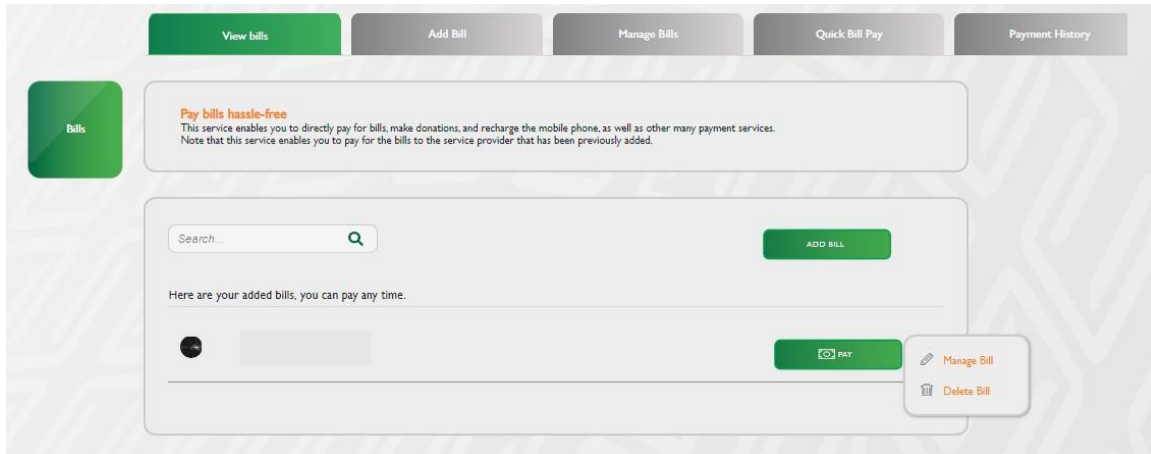 View bills
Add Bill
Manage Bills
Quick Bill Pay
Payment History
Bills
Pay bills hassle-free
This service enables you to directly pay for bills, make donations, and recharge the mobile phone, as well as other many payment services.
Note that this service enables you to pay for the bills to the service provider that has been previously added.
Search...
ADD BILL
Here are your added bills, you can pay any time.
PAY
Manage Bill
Delete Bill